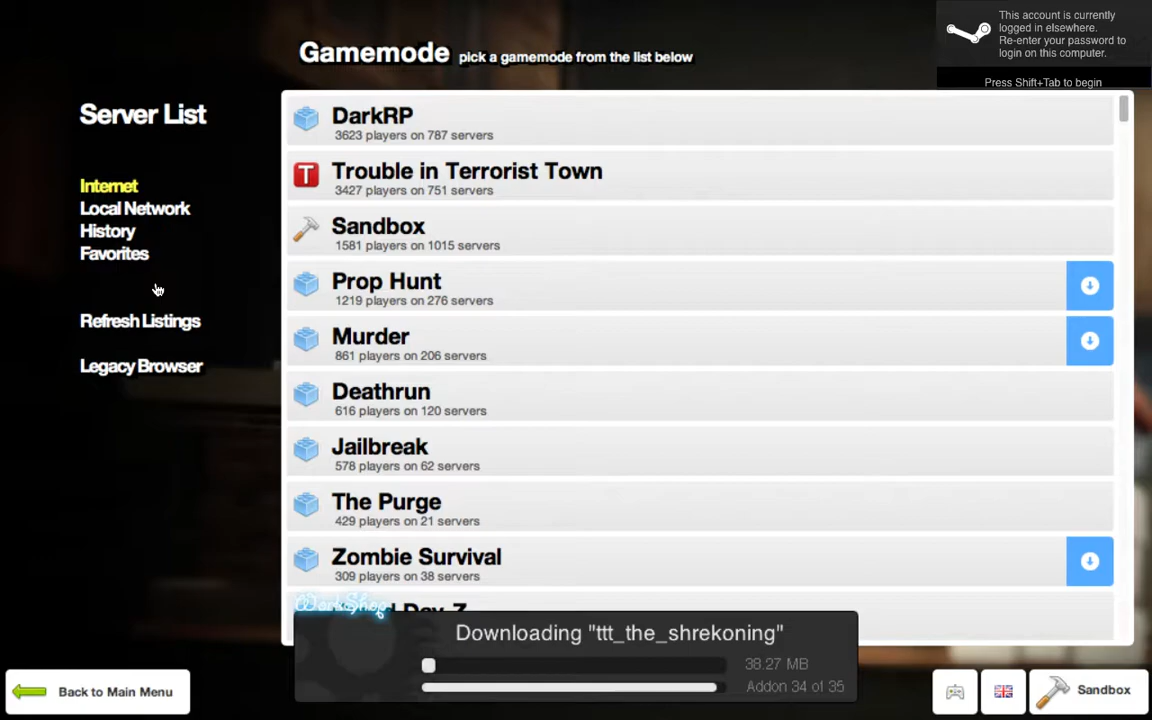 This account is currently
logged in elsewhere.
Re-enter your password to
login on this computer.
Press Shift+Tab to begin
Gamemode pick a gamemode from the list below
Server List
Internet
Local Network
History
Favorites
Refresh Listings
Legacy Browser
DarkRP
3623 players on 787 servers
T
Trouble in Terrorist Town
3427 players on 751 servers
Sandbox
1581 players on 1015 servers
Prop Hunt
1219 players on 276 servers
Murder
861 players on 206 servers
Deathrun
616 players on 120 servers
Jailbreak
578 players on 62 servers
The Purge
429 players on 21 servers
Zombie Survival
309 players on 38 servers
Day Z
WorkShop
Downloading "ttt_the_shrekoning"
38.27 MB
Addon 34 of 35
Back to Main Menu
Sandbox